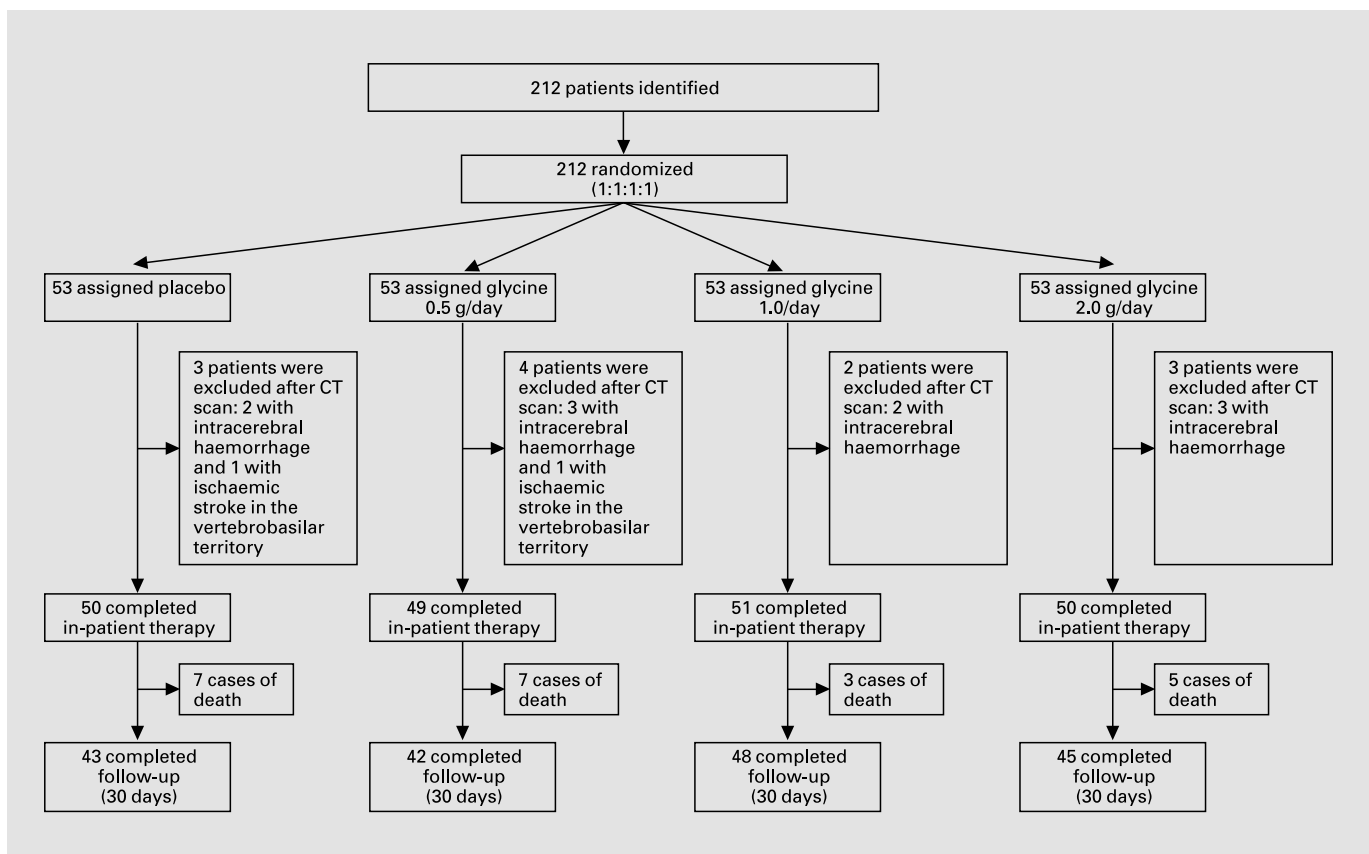 212 patients identified
212 randomized
(1:1:1:1)
53 assigned placebo
53 assigned glycine
0.5 g/day
53 assigned glycine
1.0/day
53 assigned glycine
2.0 g/day
3 patients were
excluded after CT
scan: 2 with
intracerebral
haemorrhage
and 1 with
ischaemic
stroke in the
vertebrobasilar
territory
4 patients were
excluded after CT
scan: 3 with
intracerebral
haemorrhage
and 1 with
ischaemic
stroke in the
vertebrobasilar
territory
2 patients were
excluded after CT
scan: 2 with
intracerebral
haemorrhage
3 patients were
excluded after CT
scan: 3 with
intracerebral
haemorrhage
50 completed
in-patient therapy
49 completed
in-patient therapy
51 completed
in-patient therapy
50 completed
in-patient therapy
7 cases of
death
7 cases of
death
3 cases of
death
5 cases of
death
43 completed
follow-up
(30 days)
42 completed
follow-up
(30 days)
48 completed
follow-up
(30 days)
45 completed
follow-up
(30 days)